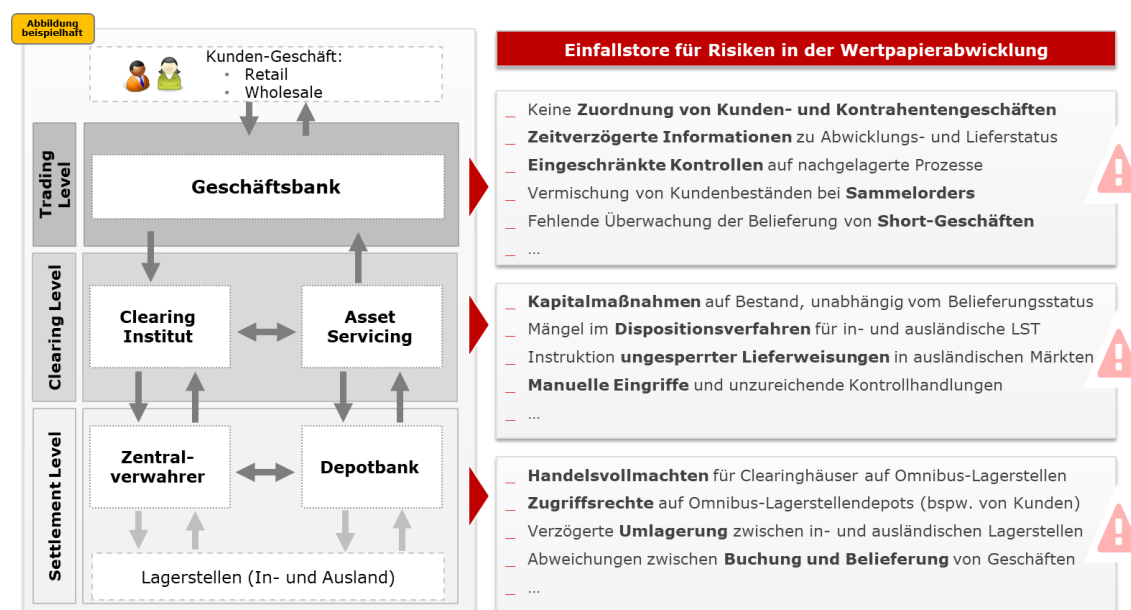 Abbildung
beispielhaft
Kunden-Geschäft:
• Retail
• Wholesale
Trading
Level
Geschäftsbank
Clearing Level
Clearing
Institut
Asset
Servicing
Settlement Level
Zentral-
verwahrer
Depotbank
Lagerstellen (In- und Ausland)
Einfallstore für Risiken in der Wertpapierabwicklung
_ Keine Zuordnung von Kunden- und Kontrahentengeschäften
_ Zeitverzögerte Informationen zu Abwicklungs- und Lieferstatus
_ Eingeschränkte Kontrollen auf nachgelagerte Prozesse
_ Vermischung von Kundenbeständen bei Sammelorders
_ Fehlende Überwachung der Belieferung von Short-Geschäften
_ ...
_ Kapitalmaßnahmen auf Bestand, unabhängig vom Belieferungsstatus
_ Mängel im Dispositionsverfahren für in- und ausländische LST
_ Instruktion ungesperrter Lieferweisungen in ausländischen Märkten
_ Manuelle Eingriffe und unzureichende Kontrollhandlungen
_ ...
_ Handelsvollmachten für Clearinghäuser auf Omnibus-Lagerstellen
_ Zugriffsrechte auf Omnibus-Lagerstellendepots (bspw. von Kunden)
_ Verzögerte Umlagerung zwischen in- und ausländischen Lagerstellen
_ Abweichungen zwischen Buchung und Belieferung von Geschäften
_ ...